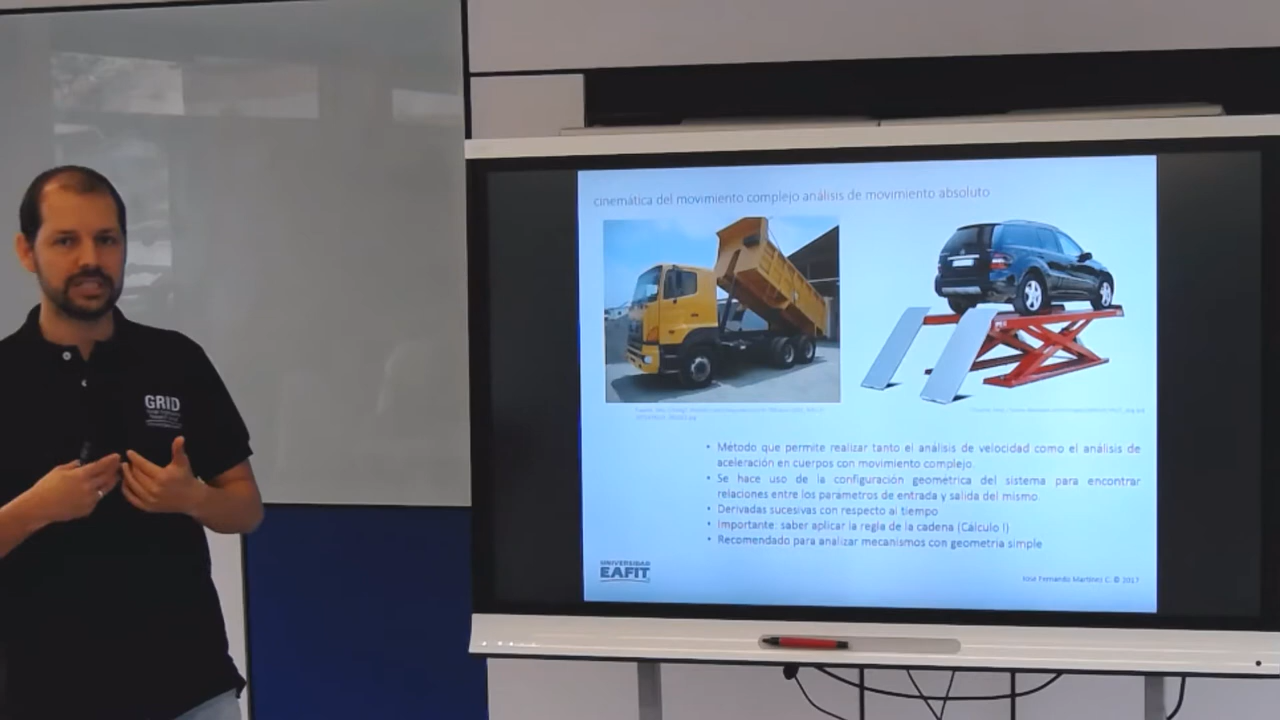 GRID
cinemática del movimiento complejo análisis de movimiento absoluto
• Método que permite realizar tanto el análisis de velocidad como el análisis de
aceleración en cuerpos con movimiento complejo.
• Se hace uso de la configuración geométrica del sistema para encontrar
relaciones entre los parámetros de entrada y salida del mismo.
• Derivadas sucesivas con respecto al tiempo
• Importante: saber aplicar la regla de la cadena (Cálculo I)
• Recomendado para analizar mecanismos con geometría simple
UNIVERSIDAD
EAFIT
José Fernando Martínez C. © 2017